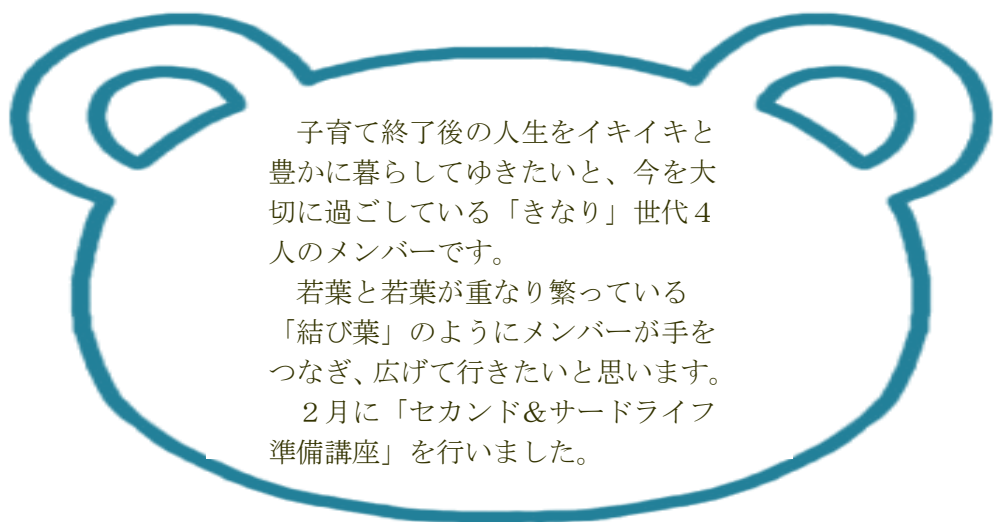 子育て終了後の人生をイキイキと
豊かに暮らしてゆきたいと、今を大
切に過ごしている「きなり」世代４
人のメンバーです。
　若葉と若葉が重なり繁っている
「結び葉」のようにメンバーが手を
つなぎ、広げて行きたいと思います。
　２月に「セカンド＆サードライフ
準備講座」を行いました。